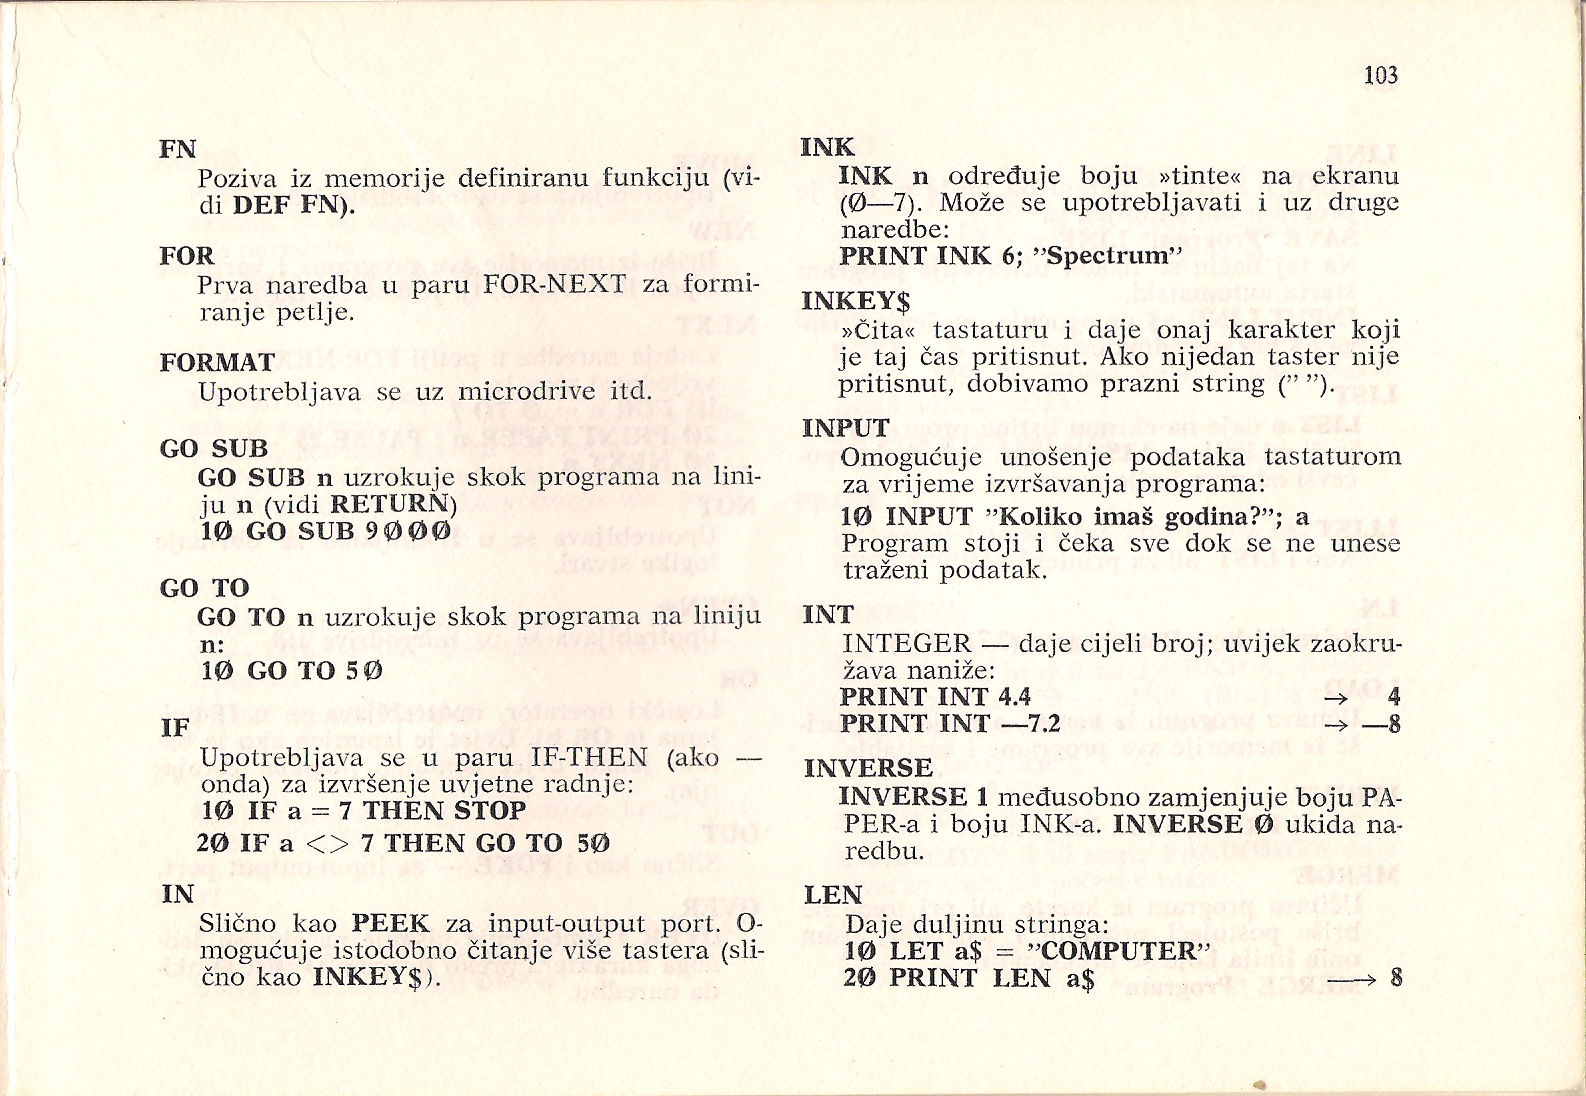 103
FN
Poziva iz memorije definiranu funkciju (vi-
di DEF FN).
FOR
Prva naredba u paru FOR-NEXT za formi-
ranje petlje.
FORMAT
Upotrebljava se uz microdrive itd.
GO SUB
GO SUB n uzrokuje skok programa na lini-
ju n (vidi RETURN)
1Ø GO SUB 9ØØØ
GO TO
GO TO n uzrokuje skok programa na liniju
n:
1Ø GO TO 5Ø
IF
Upotrebljava se u paru IF-THEN (ako —
onda) za izvršenje uvjetne radnje:
1Ø IF a = 7 THEN STOP
2Ø IF a <> 7 THEN GO TO 5Ø
IN
Slično kao PEEK za input-output port. O-
mogućuje istodobno čitanje više tastera (sli-
čno kao INKEY$).
INK
INK n određuje boju »tinte« na ekranu
(Ø—7). Može se upotrebljavati i uz druge
naredbe:
PRINT INK 6; ”Spectrum”
INKEY$
»Čita« tastaturu i daje onaj karakter koji
je taj čas pritisnut. Ako nijedan taster nije
pritisnut, dobivamo prazni string (” ”).
INPUT
Omogućuje unošenje podataka tastaturom
za vrijeme izvršavanja programa:
1Ø INPUT ”Koliko imaš godina?”; a
Program stoji i čeka sve dok se ne unese
traženi podatak.
INT
INTEGER — daje cijeli broj; uvijek zaokru-
žava naniže:
PRINT INT 4.4 → 4
PRINT INT —7.2 → —8
INVERSE
INVERSE 1 međusobno zamjenjuje boju PA-
PER-a i boju INK-a. INVERSE Ø ukida na-
redbu.
LEN
Daje duljinu stringa:
1Ø LET a$ = ”COMPUTER”
2Ø PRINT LEN a$ —→ 8